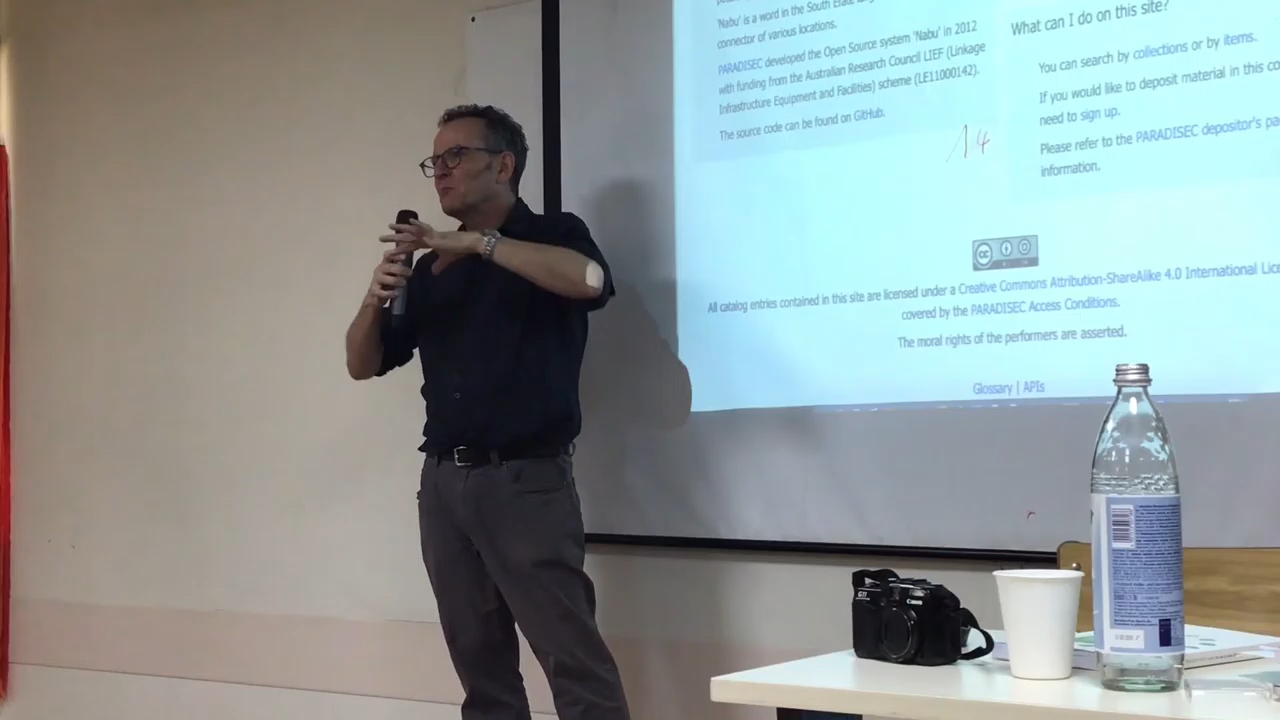 'Nabu' is a word in the South Efate
connector of various locations.
PARADISEC developed the Open Source system 'Nabu' in 2012
with funding from the Australian Research Council LIEF (Linkage
Infrastructure Equipment and Facilities) scheme (LE11000142).
The source code can be found on GitHub.
14
What can I do on this site?
You can search by collections or by items.
If you would like to deposit material in this
need to sign up.
Please refer to the PARADISEC depositor's
information.
cc
All catalog entries contained in this site are licensed under a Creative Commons Attribution-ShareAlike 4.0 International
covered by the PARADISEC Access Conditions.
The moral rights of the performers are asserted.
Glossary | APIs
G11
Canon